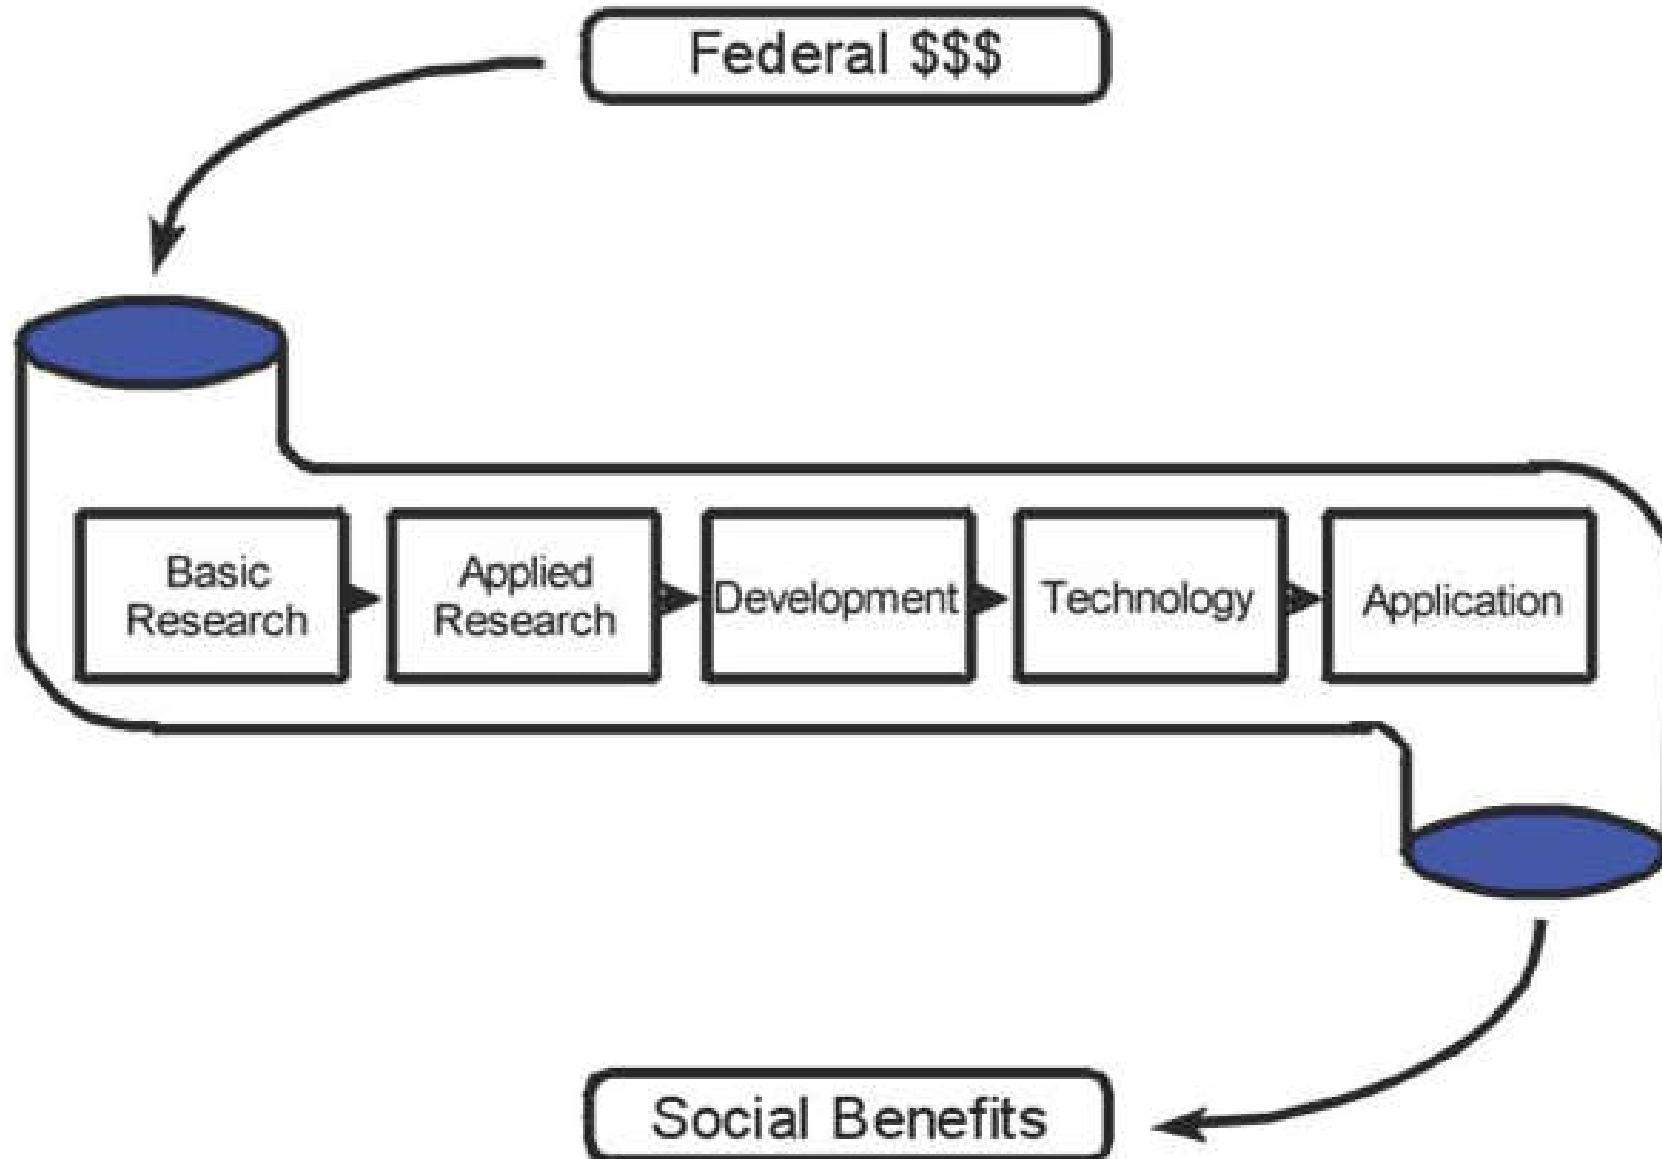 Federal $$$
Basic
Research
Applied
Research
Development
Technology
Application
Social Benefits